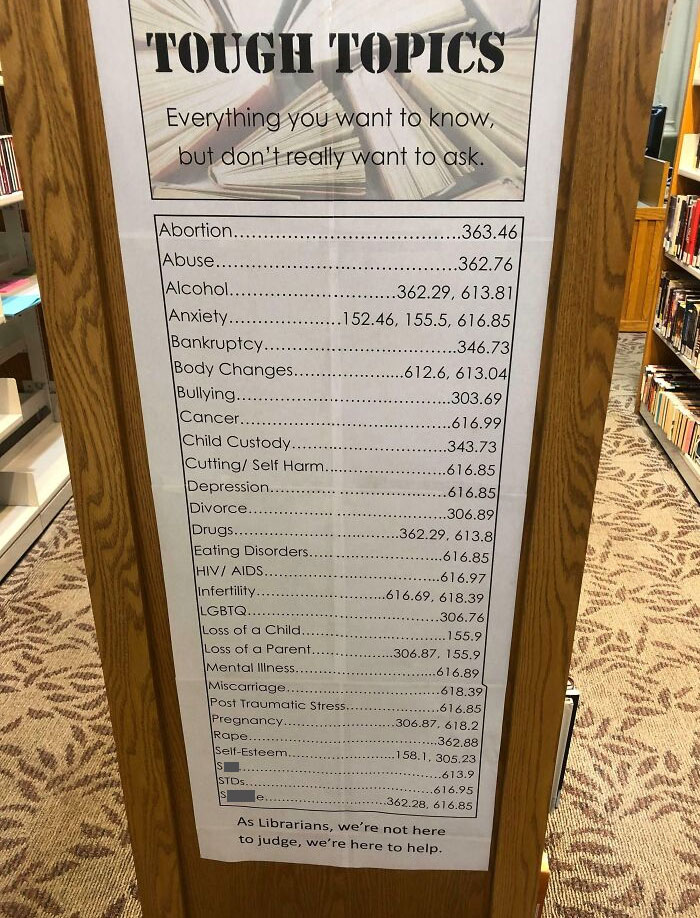 TOUGH TOPICS
Everything you want to know,
but don't really want to ask.
Abortion........................................363.46
Abuse..........................................362.76
Alcohol..............................362.29, 613.81
Anxiety....................152.46, 155.5, 616.85
Bankruptcy..................................346.73
Body Changes....................612.6, 613.04
Bullying........................................303.69
Cancer........................................616.99
Child Custody..............................343.73
Cutting/ Self Harm.......................616.85
Depression..................................616.85
Divorce........................................306.89
Drugs..................................362.29, 613.8
Eating Disorders...........................616.85
HIV/ AIDS.....................................616.97
Infertility..........................616.69, 618.39
LGBTQ..........................................306.76
Loss of a Child................................155.9
Loss of a Parent.................306.87, 155.9
Mental Illness................................616.89
Miscarriage..................................618.39
Post Traumatic Stress....................616.85
Pregnancy.........................306.87, 618.2
Rape............................................362.88
Self-Esteem.......................158.1, 305.23
S..................................................613.9
STDs.............................................616.95
S e............................362.28, 616.85
As Librarians, we're not here
to judge, we're here to help.